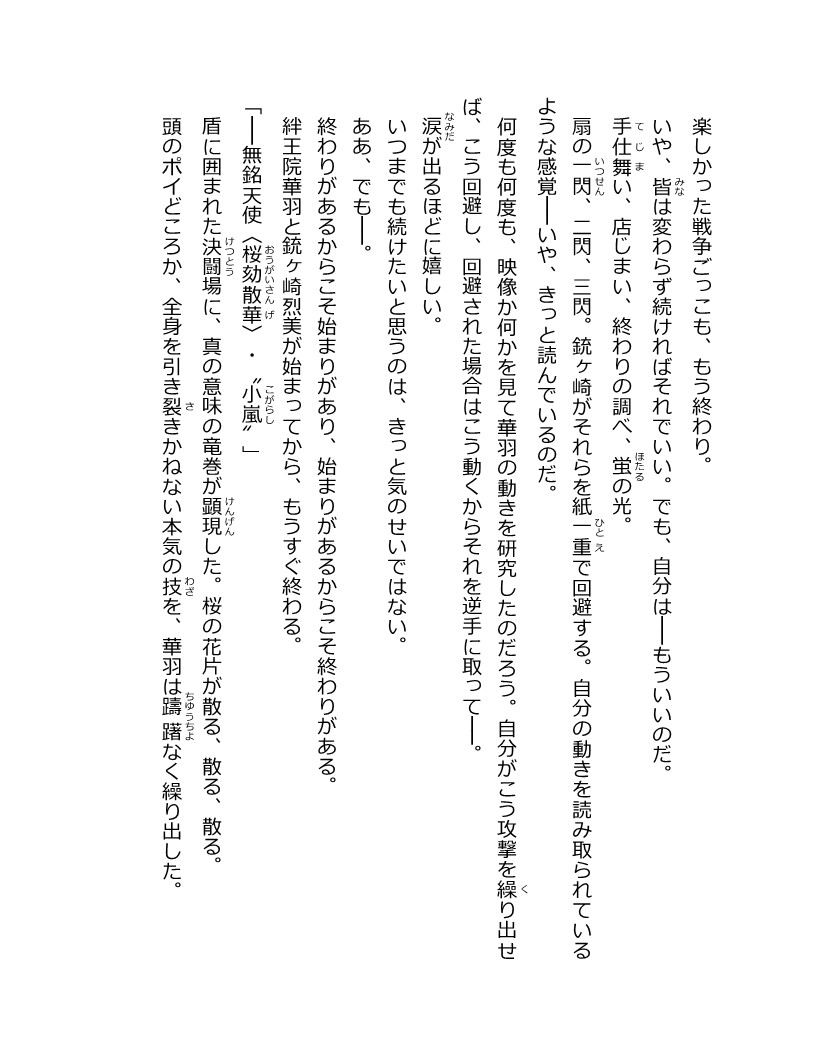 楽しかった戦争ごっこも、もう終わり。
いや、皆は変わらず続ければそれでいい。でも、自分は――もういいのだ。
手仕舞い、店じまい、終わりの調べ、蛍の光。
扇の一閃、二閃、三閃。銃ヶ崎がそれらを紙一重で回避する。自分の動きを読み取られている
ような感覚――いや、きっと読んでいるのだ。
何度も何度も、映像か何かを見て華羽の動きを研究したのだろう。自分がこう攻撃を繰り出せ
ば、こう回避し、回避された場合はこう動くからそれを逆手に取って――。
涙が出るほどに嬉しい。
いつまでも続けたいと思うのは、きっと気のせいではない。
ああ、でも――。
終わりがあるからこそ始まりがあり、始まりがあるからこそ終わりがある。
絆王院華羽と銃ヶ崎烈美が始まってから、もうすぐ終わる。
「――無銘天使〈桜劾散華〉・〝小嵐〟」
盾に囲まれた決闘場に、真の意味の竜巻が顕現した。桜の花片が散る、散る、散る。
頭のポイどころか、全身を引き裂きかねない本気の技を、華羽は躊躇なく繰り出した。